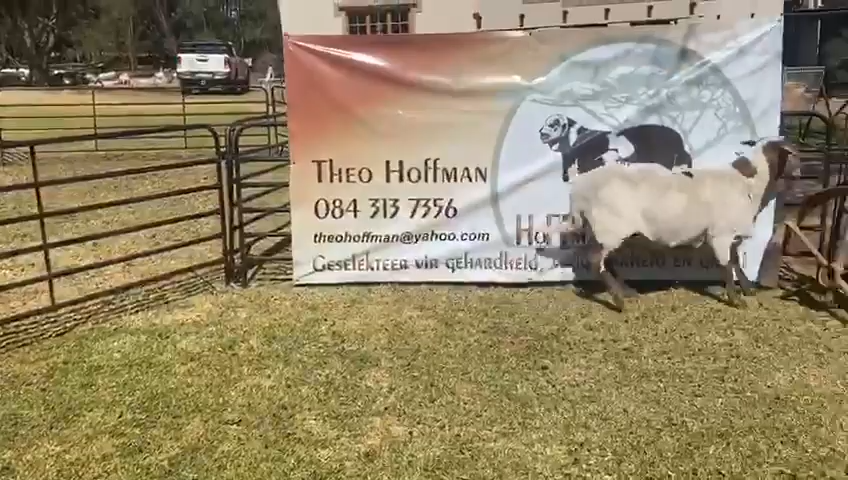 Theo Hoffman
084 313 7356
theohoffman@yahoo.com
Geselekteer vir gehardheid,